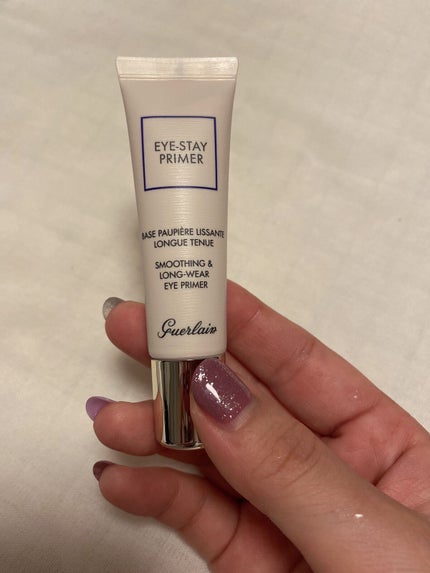 EYE-STAY
PRIMER
BASE PAUPIÈRE LISSANTE
LONGUE TENUE
SMOOTHING &
LONG-WEAR
EYE PRIMER
Guerlain